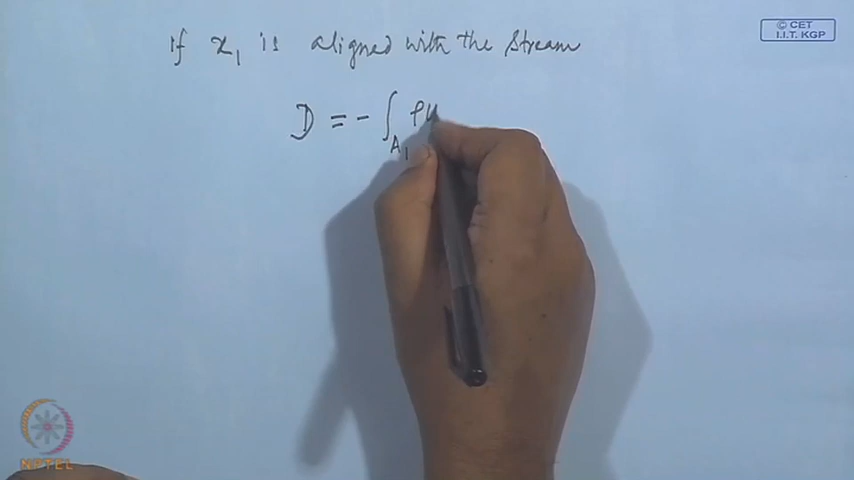 © CET
I.I.T. KGP
If x₁ is aligned with the stream
D = - ∫_{A₁} ρu
NPTEL